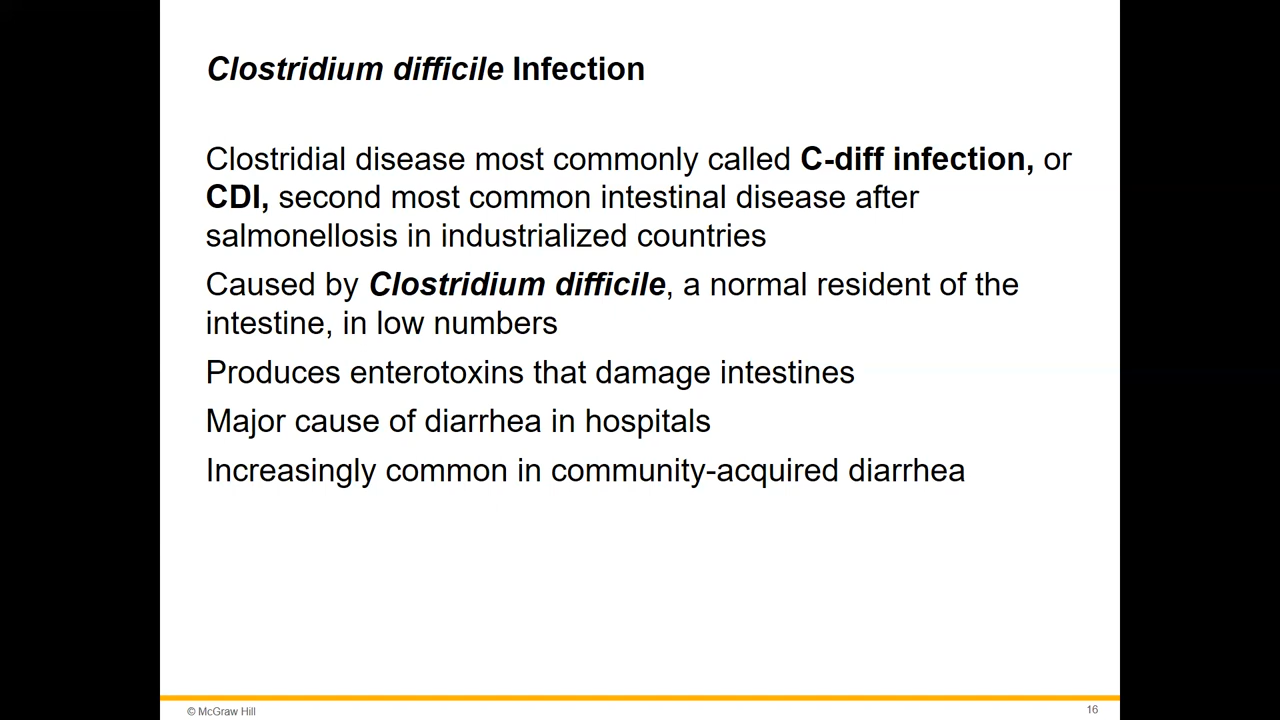 Clostridium difficile Infection
Clostridial disease most commonly called C-diff infection, or
CDI, second most common intestinal disease after
salmonellosis in industrialized countries
Caused by Clostridium difficile, a normal resident of the
intestine, in low numbers
Produces enterotoxins that damage intestines
Major cause of diarrhea in hospitals
Increasingly common in community-acquired diarrhea
© McGraw Hill
16